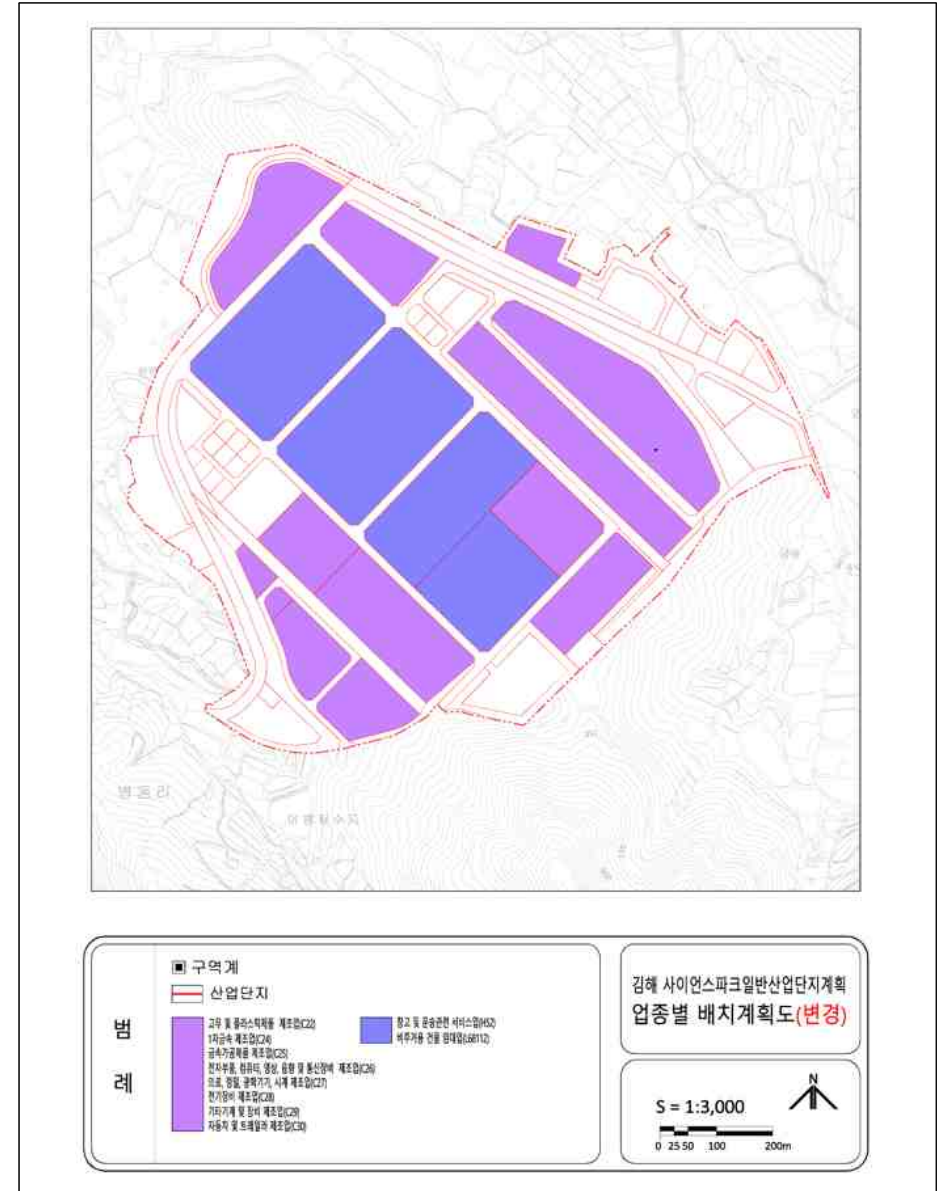 범
례
구역계
산업단지
고무 및 플라스틱제품 제조업(C22)
1차금속 제조업(C24)
금속가공제품 제조업(C25)
전자부품, 컴퓨터, 영상, 음향 및 통신장비 제조업(C26)
의료, 정밀, 광학기기, 시계 제조업(C27)
전기장비 제조업(C28)
기타기계 및 장비 제조업(C29)
자동차 및 트레일러 제조업(C30)
창고 및 운송관련 서비스업(H52)
비주거용 건물 임대업(L68112)
김해 사이언스파크일반산업단지계획
업종별 배치계획도(변경)
N
S = 1:3,000
0 25 50 100 200m